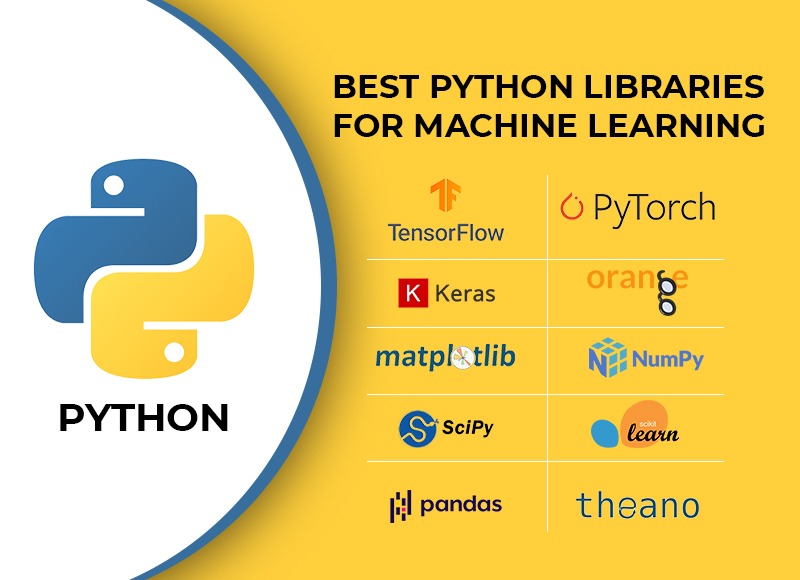 BEST PYTHON LIBRARIES
FOR MACHINE LEARNING
TensorFlow
PyTorch
K Keras
orange
matplotlib
NumPy
SciPy
scikit
learn
pandas
theano
PYTHON